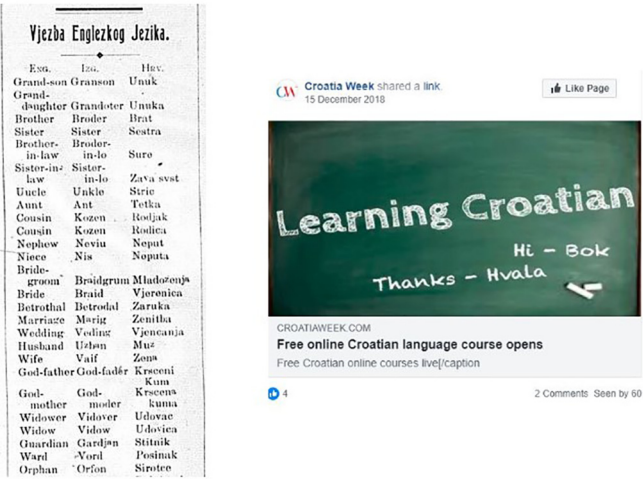 Vjezba Englezkog Jezika.
Eng. Izg. Hrv.
Grand-son Granson Unuk
Grand-
daughter Grandoter Unuka
Brother Broder Brat
Sister Sister Sestra
Brother- Broder-
in-law in-lo Sure
Sister-in- Sister-
law in-lo Zava svst
Uucle Unkle Stric
Aunt Ant Tetka
Cousin Kozen Rodjak
Cousin Kozen Rodica
Nephew Neviu Neput
Niece Nis Neputa
Bride-
groom Braidgrum Mladozenja
Bride Braid Vjerenica
Betrothal Betrodal Zaruka
Marriage Marig Zenitba
Wedding Veding Vjencanja
Husband Uzban Muz
Wife Vaif Zena
God-father God-fader Krsceni
Kum
God- God- Krscena
mother moder kuma
Widower Vidover Udovac
Widow Vidow Udovica
Guardian Gardjan Stitnik
Ward Vord Posinak
Orphan Orfon Sirotce
CW Croatia Week shared a link.
15 December 2018
Like Page
Learning Croatian
Hi – Bok
Thanks – Hvala
CROATIAWEEK.COM
Free online Croatian language course opens
Free Croatian online courses live[/caption
4
2 Comments Seen by 60